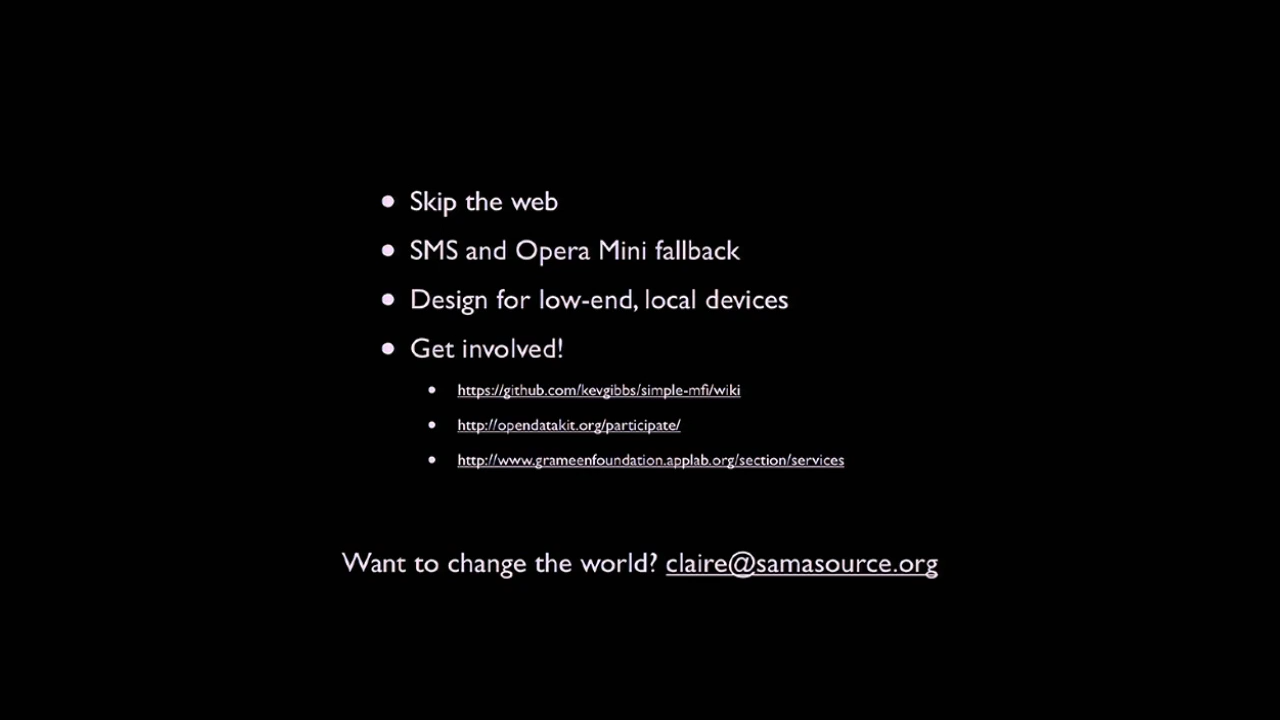 • Skip the web
• SMS and Opera Mini fallback
• Design for low-end, local devices
• Get involved!
• https://github.com/kevgibbs/simple-mfi/wiki
• http://opendatakit.org/participate/
• http://www.grameenfoundation.applab.org/section/services
Want to change the world? claire@samasource.org